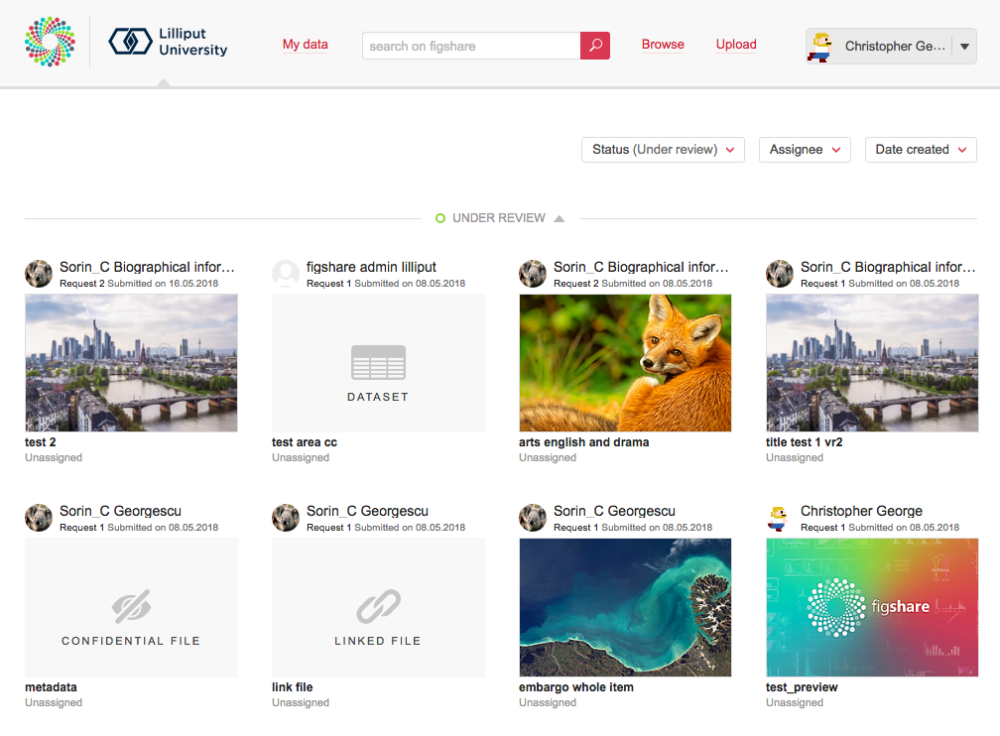 Lilliput
University
My data
search on figshare
Browse
Upload
Christopher Ge...
Status (Under review)
Assignee
Date created
UNDER REVIEW
Sorin_C Biographical infor...
Request 2 Submitted on 16.05.2018
test 2
Unassigned
figshare admin lilliput
Request 1 Submitted on 08.05.2018
DATASET
test area cc
Unassigned
Sorin_C Biographical infor...
Request 2 Submitted on 08.05.2018
arts english and drama
Unassigned
Sorin_C Biographical infor...
Request 1 Submitted on 08.05.2018
title test 1 vr2
Unassigned
Sorin_C Georgescu
Request 1 Submitted on 08.05.2018
CONFIDENTIAL FILE
metadata
Unassigned
Sorin_C Georgescu
Request 1 Submitted on 08.05.2018
LINKED FILE
link file
Unassigned
Sorin_C Georgescu
Request 1 Submitted on 08.05.2018
embargo whole item
Unassigned
Christopher George
Request 1 Submitted on 08.05.2018
figshare
test_preview
Unassigned